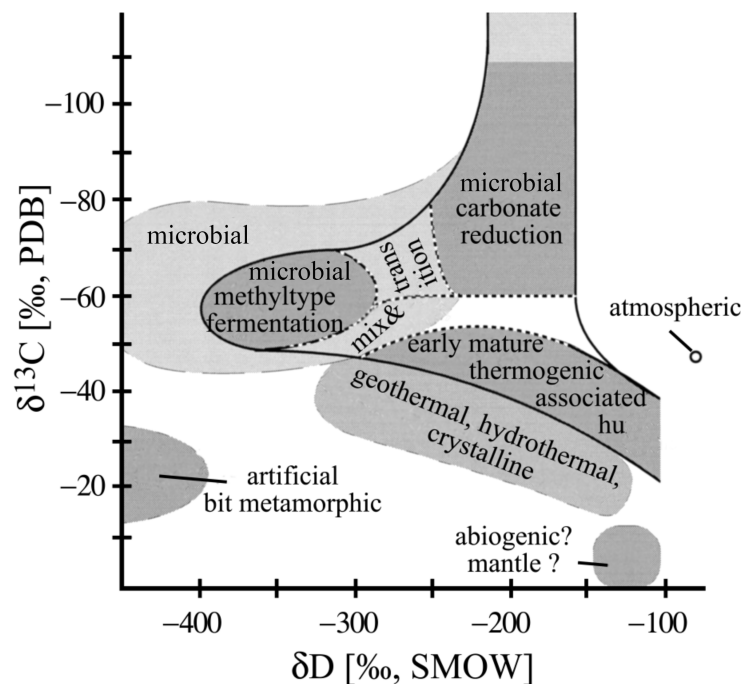 δ¹³C [‰, PDB]
−100
−80
−60
−40
−20
microbial
microbial
carbonate
reduction
trans
ition
microbial
methyltype
fermentation
mix&
atmospheric
early mature
thermogenic
associated
hu
geothermal, hydrothermal,
crystalline
artificial
bit metamorphic
abiogenic?
mantle ?
−400
−300
−200
−100
δD [‰, SMOW]